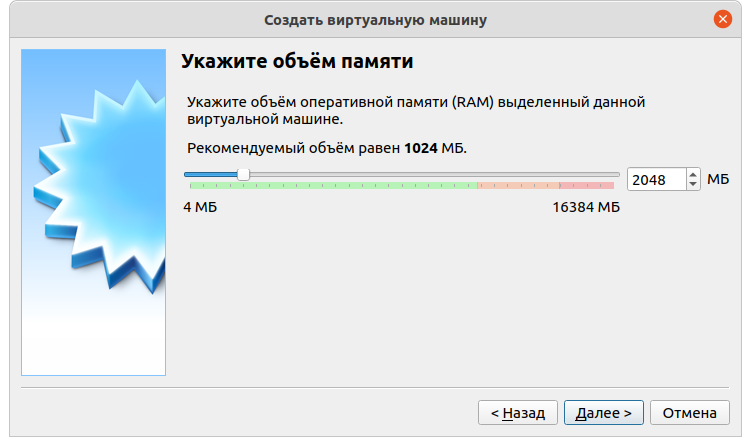 Создать виртуальную машину
Укажите объём памяти
Укажите объём оперативной памяти (RAM) выделенный данной
виртуальной машине.
Рекомендуемый объём равен 1024 МБ.
2048 МБ
4 МБ 16384 МБ
< Назад Далее > Отмена